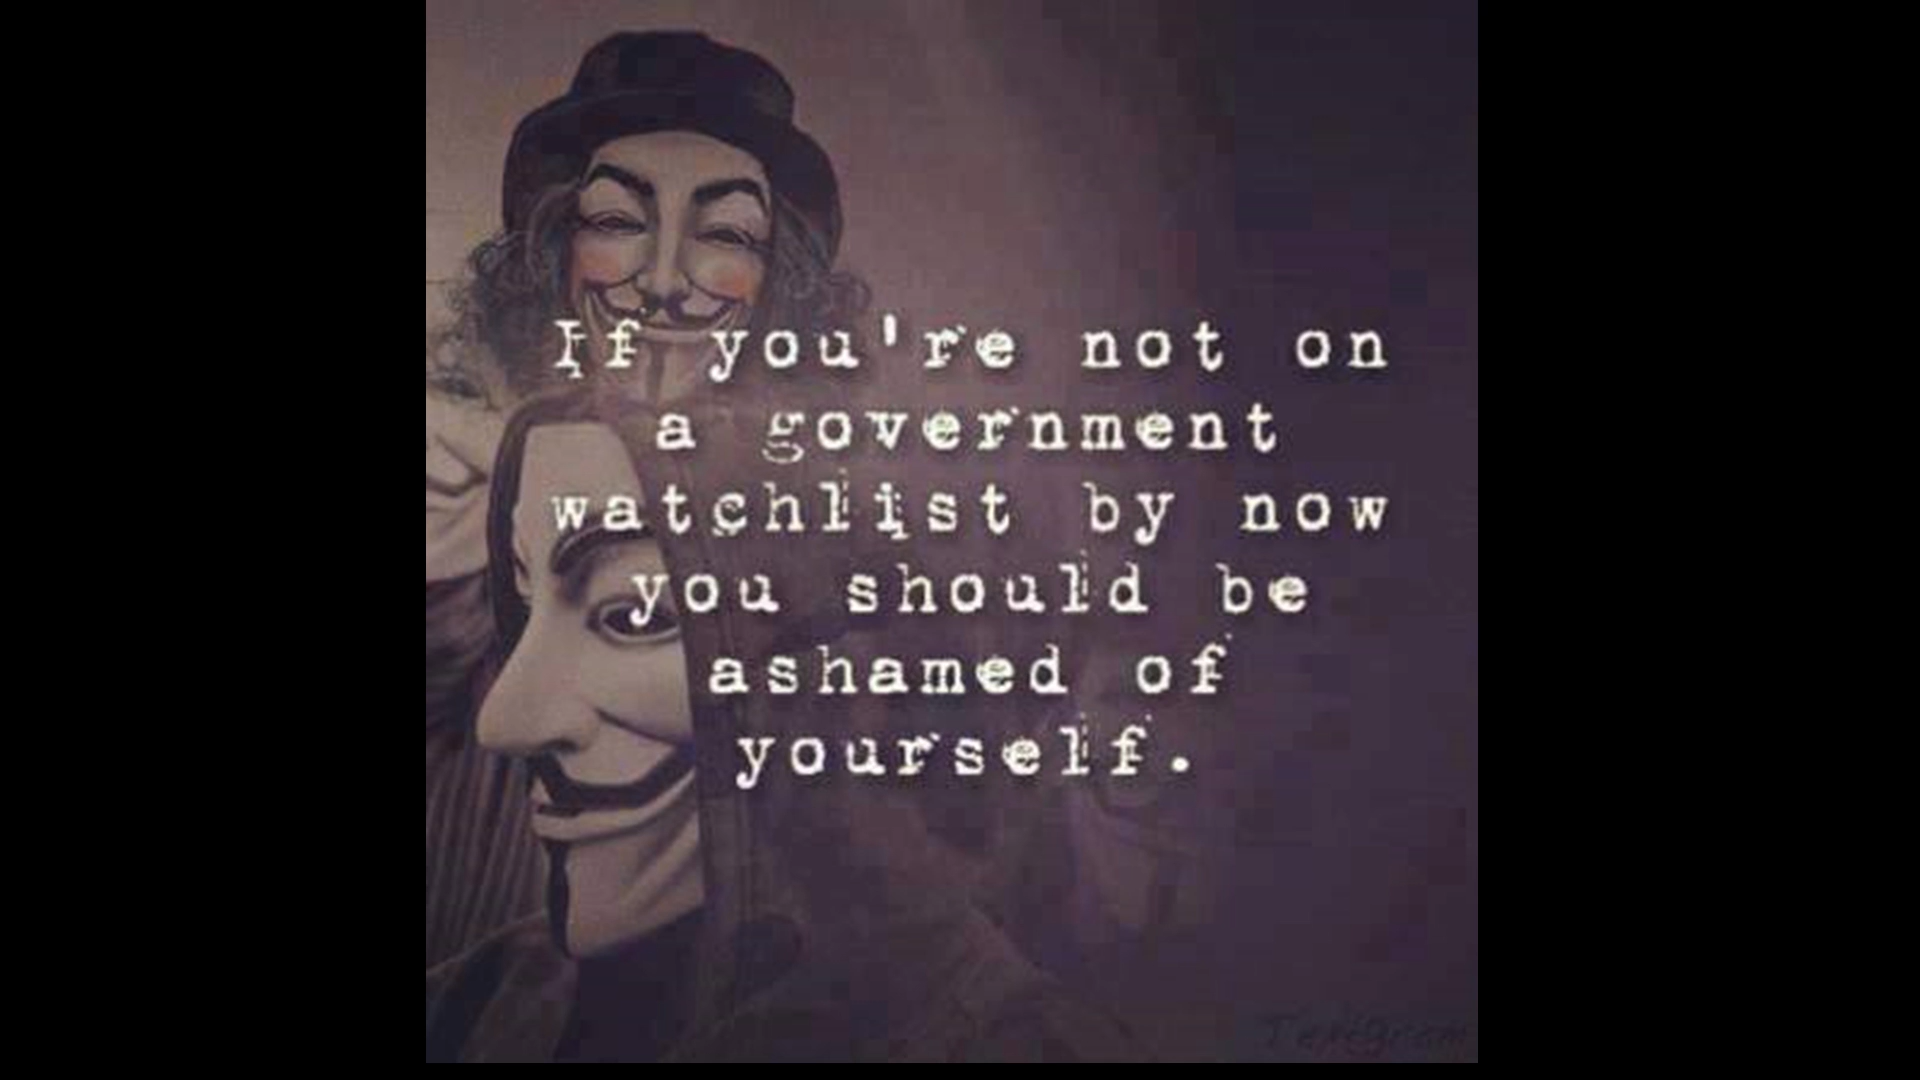 If you're not on
a government
watchlist by now
you should be
ashamed of
yourself.